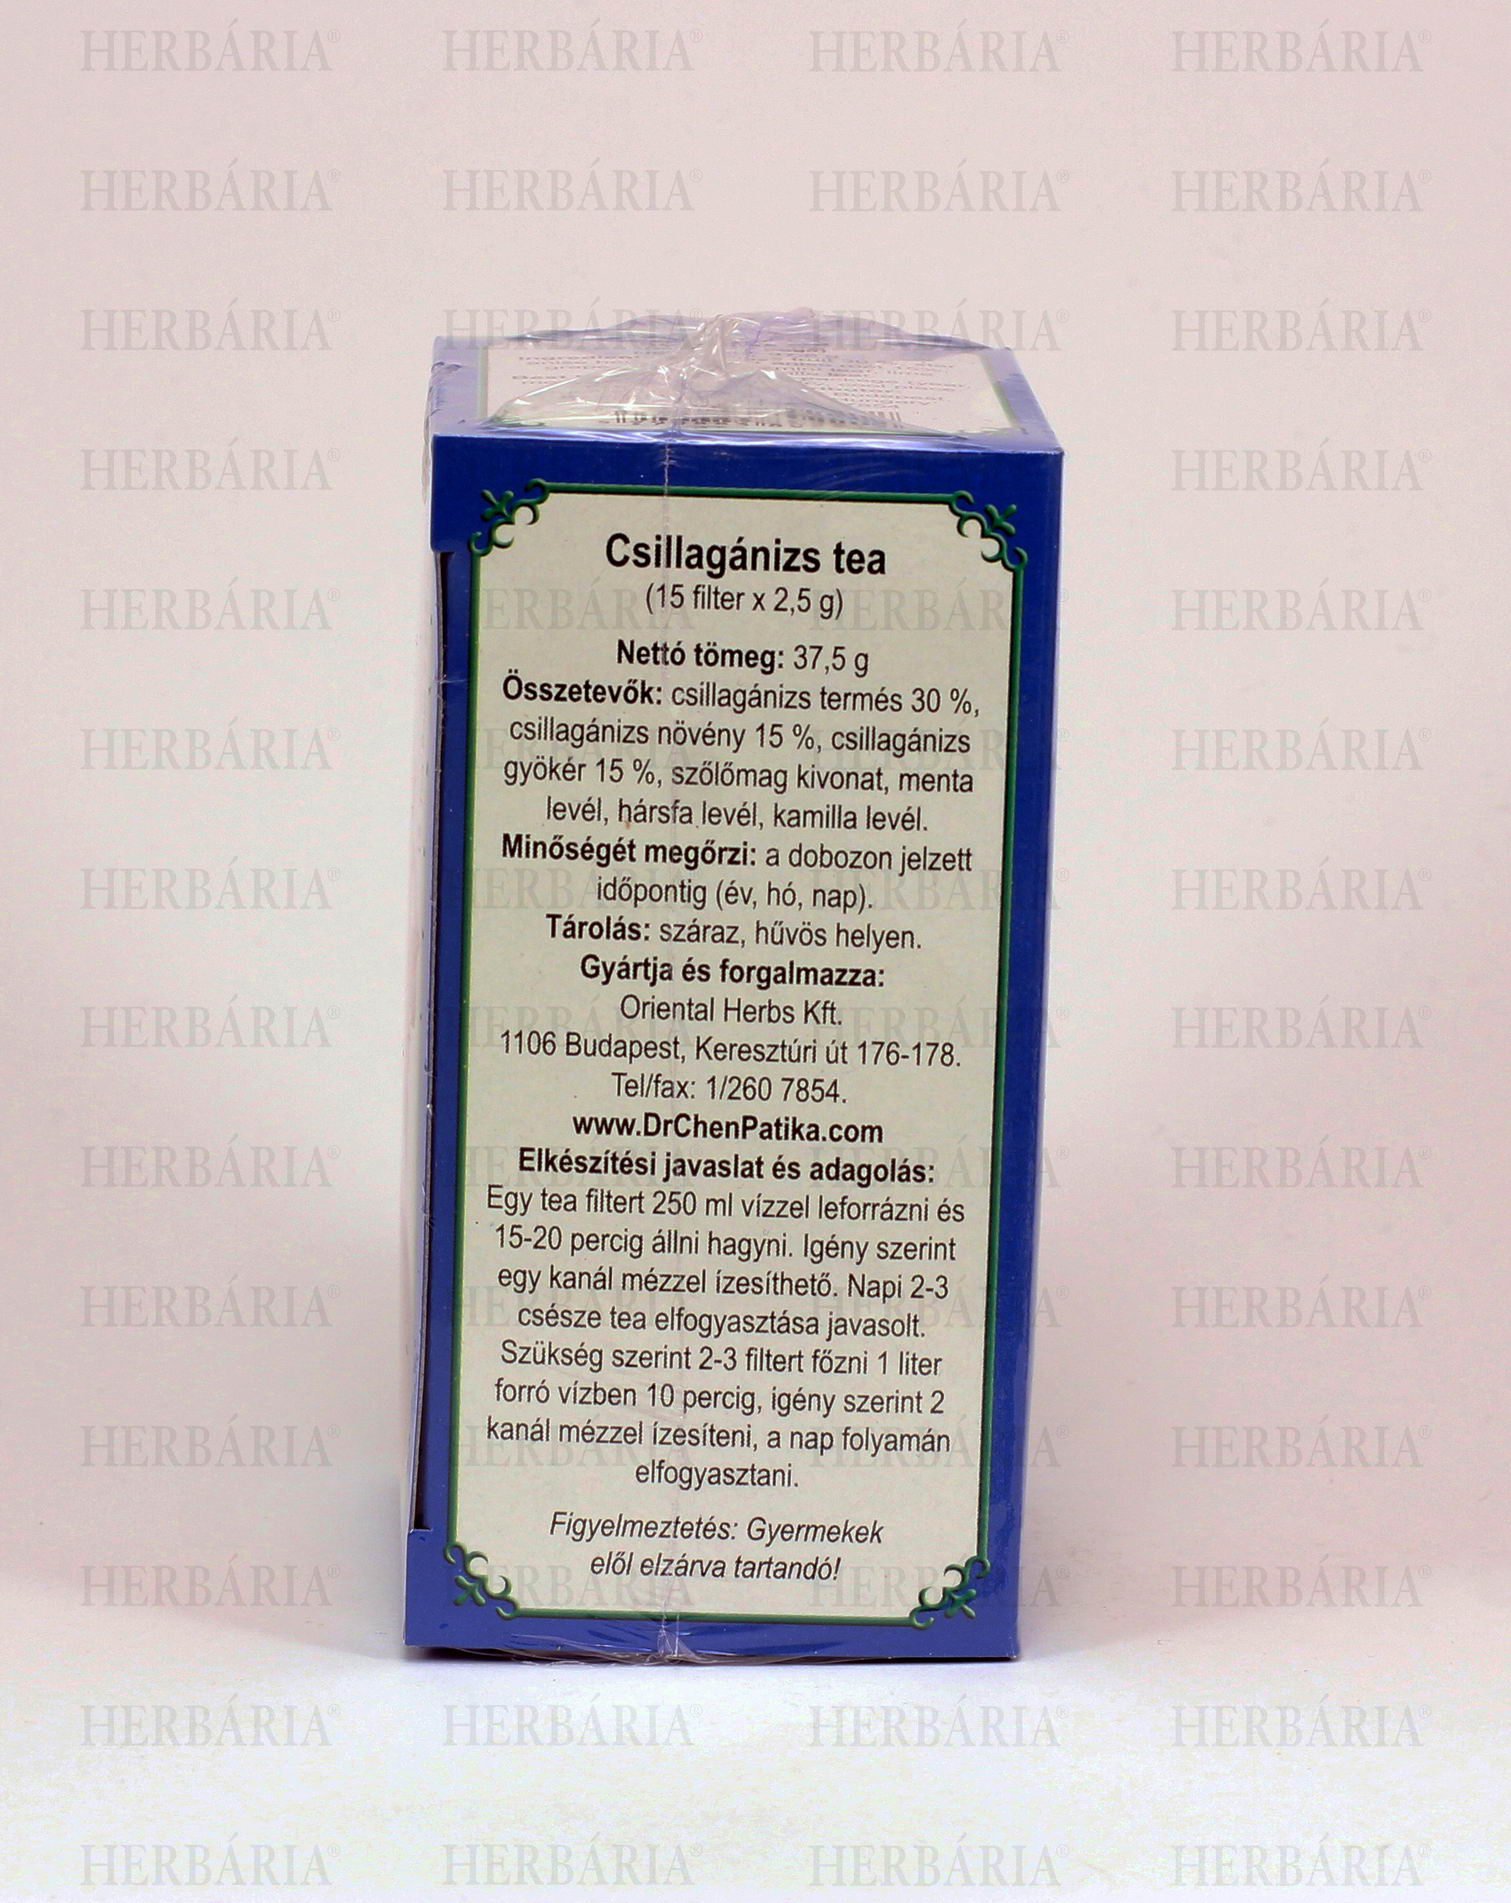 HERBÁRIA®
Csillagánizs tea
(15 filter x 2,5 g)
Nettó tömeg: 37,5 g
Összetevők: csillagánizs termés 30 %,
csillagánizs növény 15 %, csillagánizs
gyökér 15 %, szőlőmag kivonat, menta
levél, hársfa levél, kamilla levél.
Minőségét megőrzi: a dobozon jelzett
időpontig (év, hó, nap).
Tárolás: száraz, hűvös helyen.
Gyártja és forgalmazza:
Oriental Herbs Kft.
1106 Budapest, Keresztúri út 176-178.
Tel/fax: 1/260 7854.
www.DrChenPatika.com
Elkészítési javaslat és adagolás:
Egy tea filtert 250 ml vízzel leforrázni és
15-20 percig állni hagyni. Igény szerint
egy kanál mézzel ízesíthető. Napi 2-3
csésze tea elfogyasztása javasolt.
Szükség szerint 2-3 filtert főzni 1 liter
forró vízben 10 percig, igény szerint 2
kanál mézzel ízesíteni, a nap folyamán
elfogyasztani.
Figyelmeztetés: Gyermekek
elől elzárva tartandó!